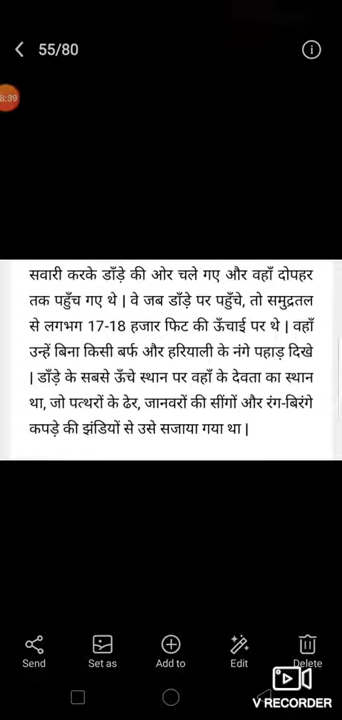 55/80
8:39
सवारी करके डाँड़े की ओर चले गए और वहाँ दोपहर
तक पहुँच गए थे | वे जब डाँड़े पर पहुँचे, तो समुद्रतल
से लगभग 17-18 हजार फिट की ऊँचाई पर थे | वहाँ
उन्हें बिना किसी बर्फ और हरियाली के नंगे पहाड़ दिखे
| डाँड़े के सबसे ऊँचे स्थान पर वहाँ के देवता का स्थान
था, जो पत्थरों के ढेर, जानवरों की सींगों और रंग-बिरंगे
कपड़े की झंडियों से उसे सजाया गया था |
Send Set as Add to Edit Delete
V RECORDER